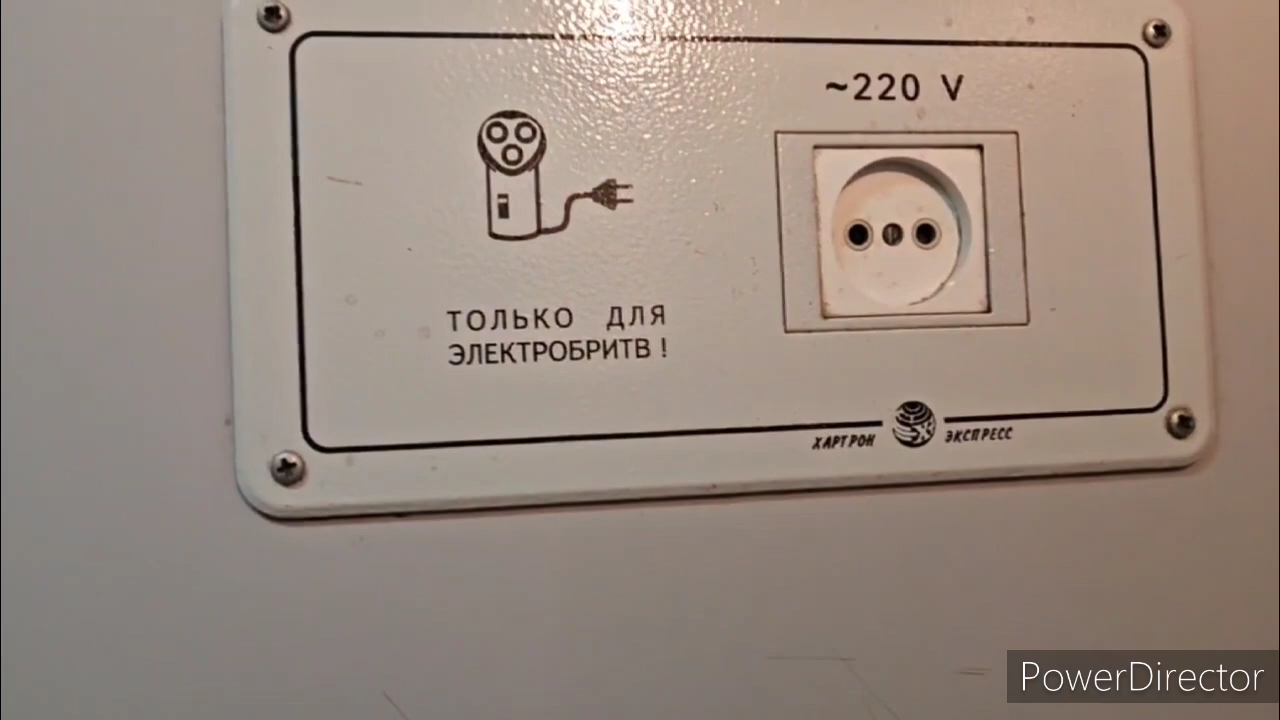 ~220 V
ТОЛЬКО ДЛЯ
ЭЛЕКТРОБРИТВ !
ХАРТРОН ЭКСПРЕСС
PowerDirector